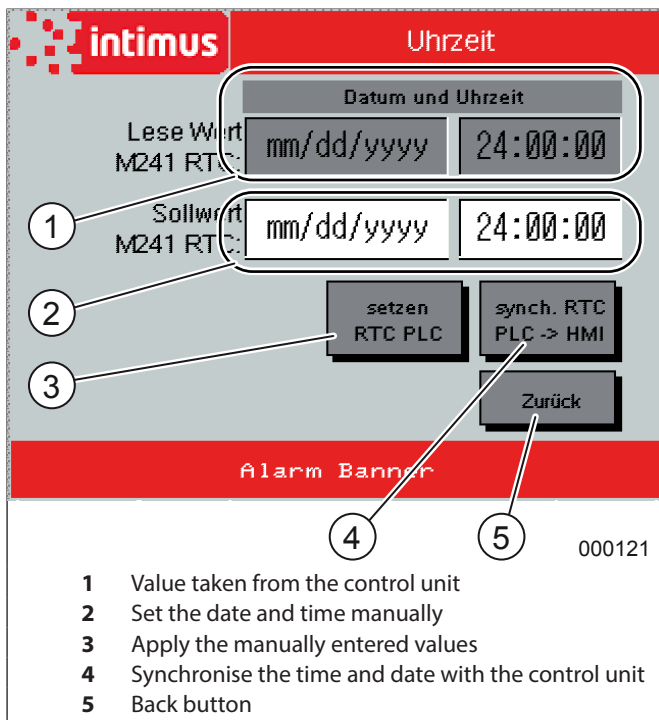 intimus Uhrzeit
Datum und Uhrzeit
Lese Wert
M241 RTC: mm/dd/yyyy 24:00:00
1
Sollwert
M241 RTC: mm/dd/yyyy 24:00:00
2
setzen
RTC PLC
synch. RTC
PLC -> HMI
3
Zurück
Alarm Banner
4 5 000121
1 Value taken from the control unit
2 Set the date and time manually
3 Apply the manually entered values
4 Synchronise the time and date with the control unit
5 Back button